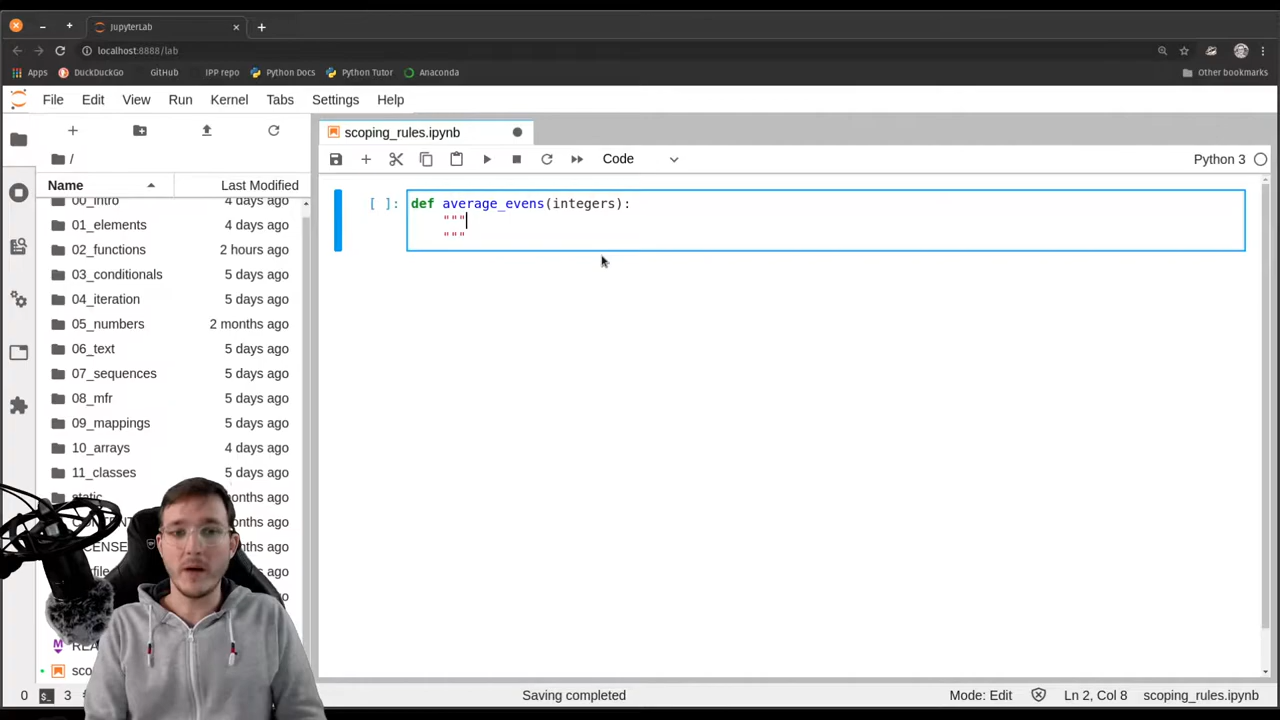 JupyterLab
localhost:8888/lab
Apps DuckDuckGo GitHub IPP repo Python Docs Python Tutor Anaconda Other bookmarks
File Edit View Run Kernel Tabs Settings Help
scoping_rules.ipynb
/
Code
Python 3
Name Last Modified
00_intro 4 days ago
01_elements 4 days ago
02_functions 2 hours ago
03_conditionals 5 days ago
04_iteration 5 days ago
05_numbers 2 months ago
06_text 5 days ago
07_sequences 5 days ago
08_mfr 5 days ago
09_mappings 5 days ago
10_arrays 4 days ago
11_classes 5 days ago
static
[ ]: def average_evens(integers):
"""
"""
0 3 Saving completed Mode: Edit Ln 2, Col 8 scoping_rules.ipynb